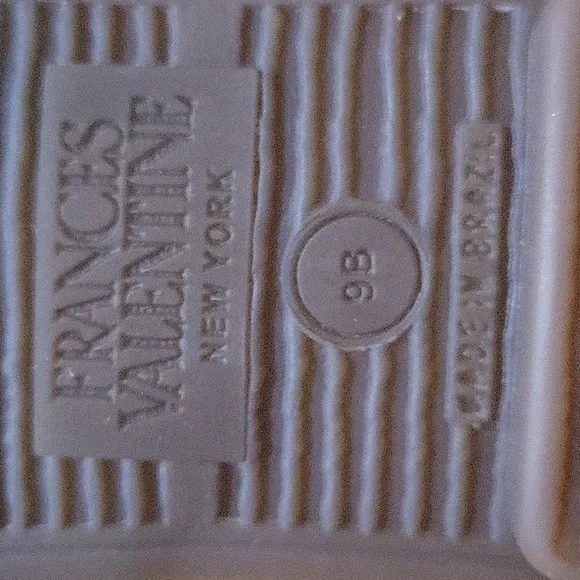 FRANCES
VALENTINE
NEW YORK
9B
MADE IN BRAZIL